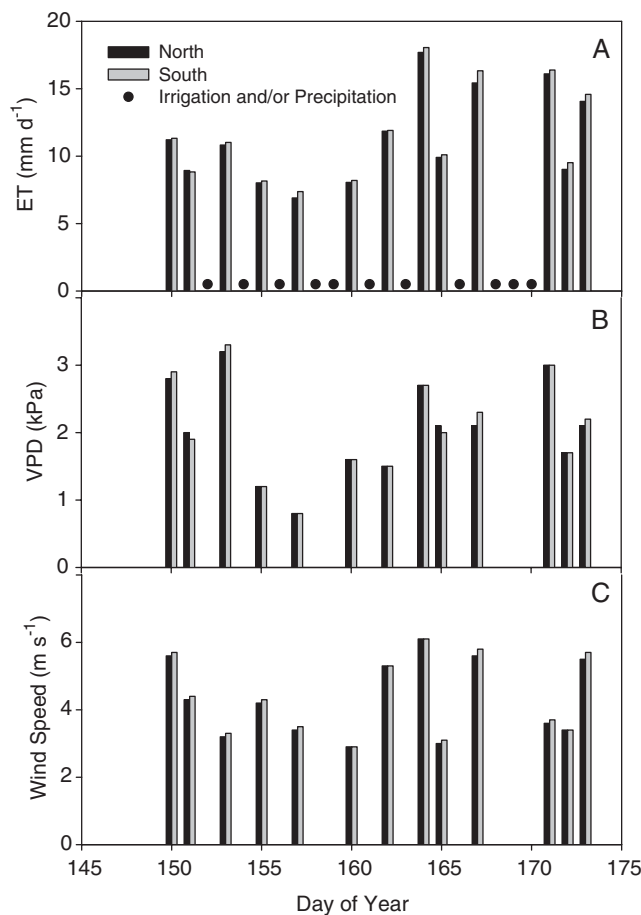 20
15
10
5
0
ET (mm d⁻¹)
North
South
Irrigation and/or Precipitation
A
3
2
1
0
VPD (kPa)
B
6
4
2
0
Wind Speed (m s⁻¹)
C
145 150 155 160 165 170 175
Day of Year